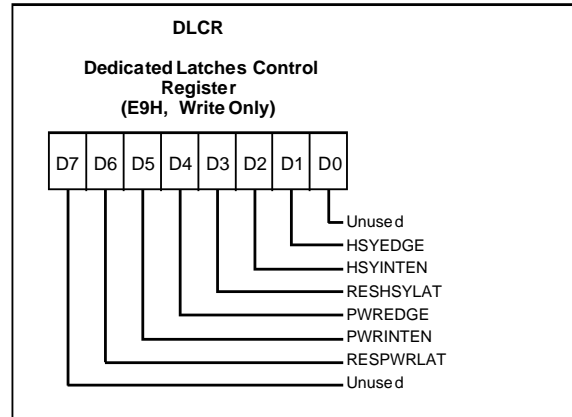 DLCR
Dedicated Latches Control
Register
(E9H, Write Only)
D7 D6 D5 D4 D3 D2 D1 D0
Unused
HSYEDGE
HSYINTEN
RESHSYLAT
PWREDGE
PWRINTEN
RESPWRLAT
Unused